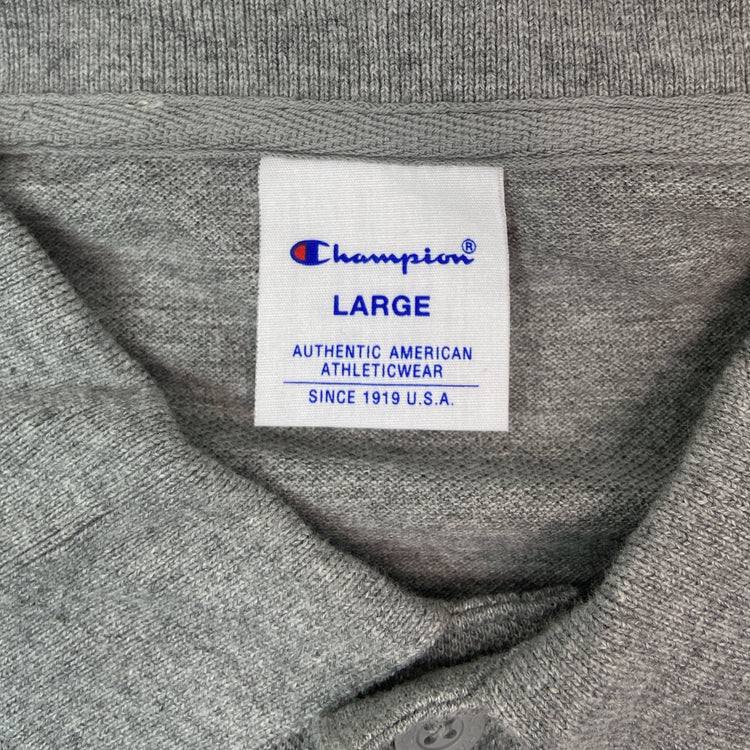 Champion®
LARGE
AUTHENTIC AMERICAN
ATHLETICWEAR
SINCE 1919 U.S.A.